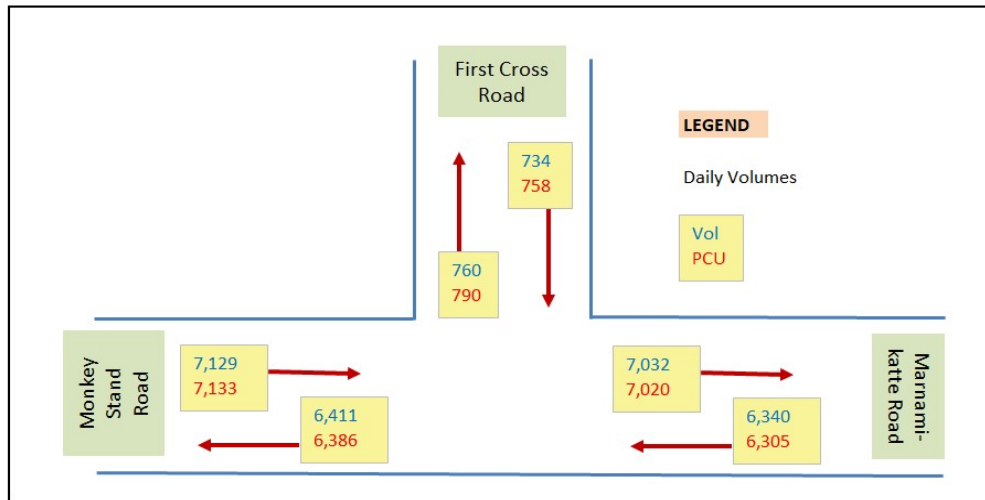 First Cross
Road
LEGEND
734
758
Daily Volumes
Vol
PCU
760
790
Monkey
Stand
Road
7,129
7,133
6,411
6,386
7,032
7,020
6,340
6,305
Marnami-
katte Road